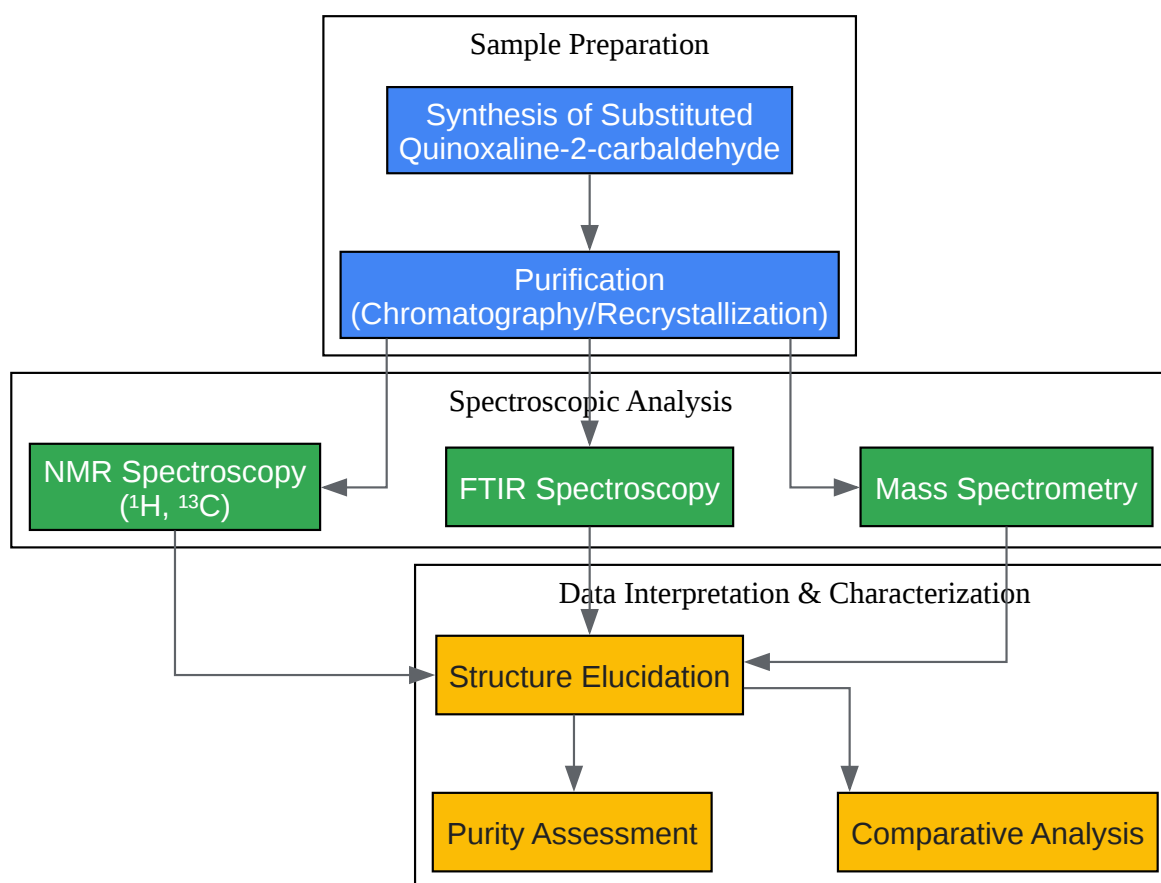 Sample Preparation
Synthesis of Substituted
Quinoxaline-2-carbaldehyde
Purification
(Chromatography/Recrystallization)
Spectroscopic Analysis
NMR Spectroscopy
(¹H, ¹³C)
FTIR Spectroscopy
Mass Spectrometry
Data Interpretation & Characterization
Structure Elucidation
Purity Assessment
Comparative Analysis